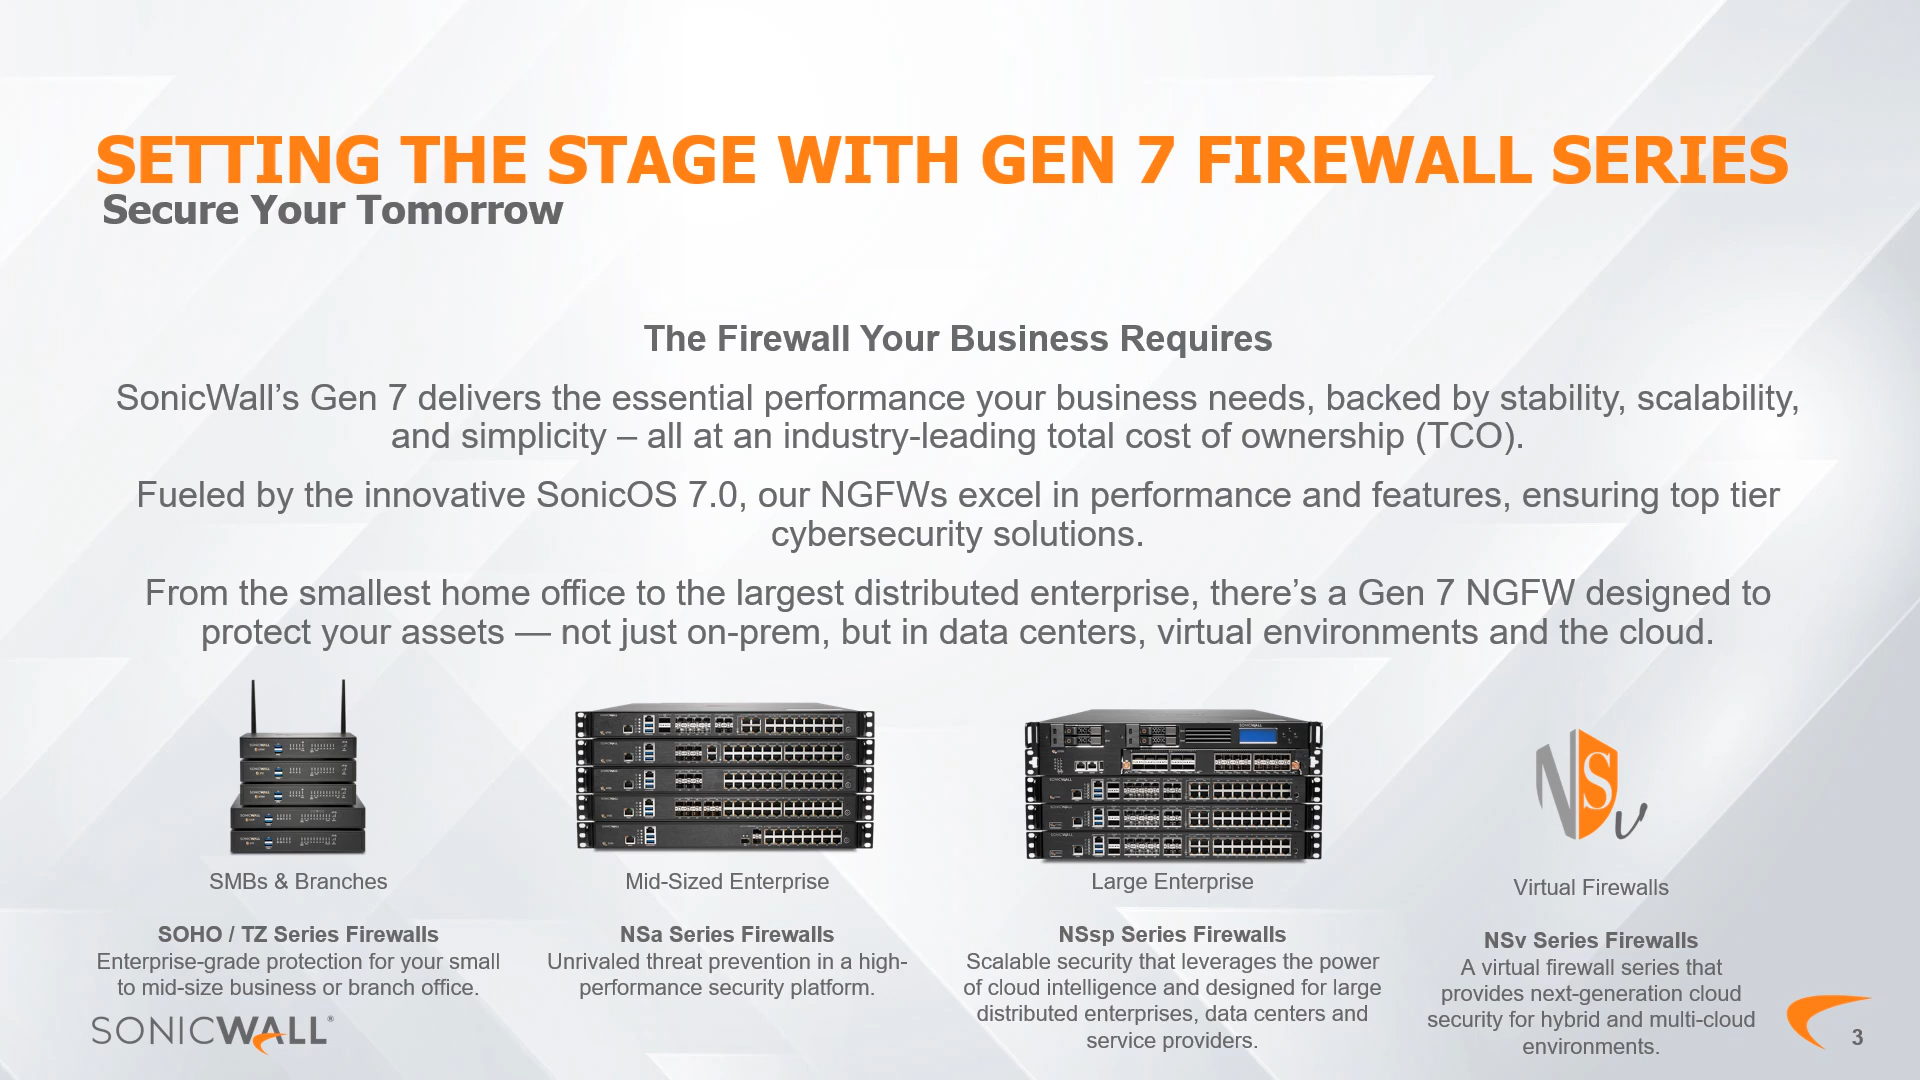 SETTING THE STAGE WITH GEN 7 FIREWALL SERIES
Secure Your Tomorrow
The Firewall Your Business Requires
SonicWall’s Gen 7 delivers the essential performance your business needs, backed by stability, scalability,
and simplicity – all at an industry-leading total cost of ownership (TCO).
Fueled by the innovative SonicOS 7.0, our NGFWs excel in performance and features, ensuring top tier
cybersecurity solutions.
From the smallest home office to the largest distributed enterprise, there’s a Gen 7 NGFW designed to
protect your assets — not just on-prem, but in data centers, virtual environments and the cloud.
SMBs & Branches
SOHO / TZ Series Firewalls
Enterprise-grade protection for your small
to mid-size business or branch office.
Mid-Sized Enterprise
NSa Series Firewalls
Unrivaled threat prevention in a high-
performance security platform.
SONICWALL
Large Enterprise
NSsp Series Firewalls
Scalable security that leverages the power
of cloud intelligence and designed for large
distributed enterprises, data centers and
service providers.
NSv
Virtual Firewalls
NSv Series Firewalls
A virtual firewall series that
provides next-generation cloud
security for hybrid and multi-cloud
environments.
SONICWALL®
3